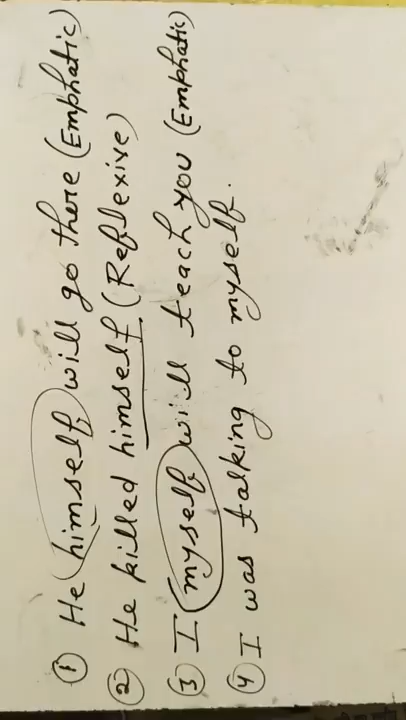 ① He himself will go there (Emphatic)
② He killed himself (Reflexive)
③ I myself will teach you (Emphatic)
④ I was talking to myself.